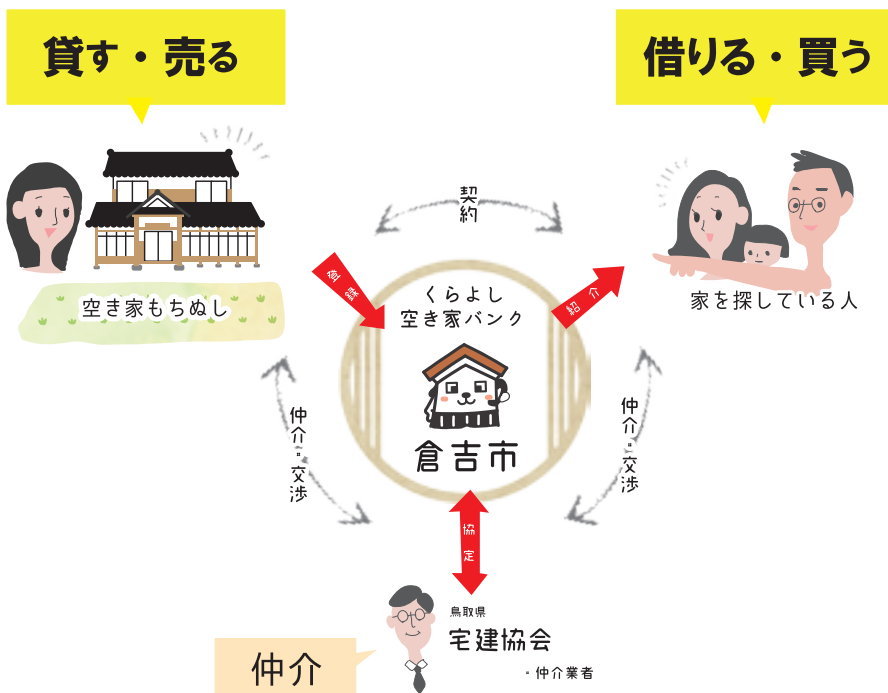 貸す・売る
借りる・買う
契約
登録
紹介
くらよし
空き家バンク
空き家もちぬし
家を探している人
倉吉市
仲介・交渉
仲介・交渉
協定
鳥取県
宅建協会
・仲介業者
仲介